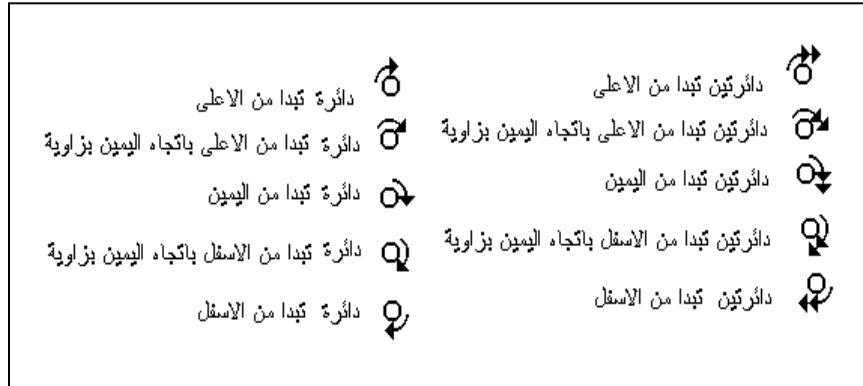 دائرتين تبدا من الاعلى
دائرتين تبدا من الاعلى باتجاه اليمين بزاوية
دائرتين تبدا من اليمين
دائرتين تبدا من الاسفل باتجاه اليمين بزاوية
دائرتين تبدا من الاسفل
دائرة تبدا من الاعلى
دائرة تبدا من الاعلى باتجاه اليمين بزاوية
دائرة تبدا من اليمين
دائرة تبدا من الاسفل باتجاه اليمين بزاوية
دائرة تبدا من الاسفل